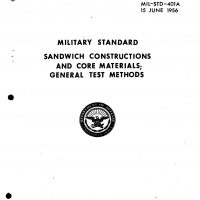 MIL-STD-401A
15 JUNE 1956
MILITARY STANDARD
SANDWICH CONSTRUCTIONS
AND CORE MATERIALS;
GENERAL TEST METHODS